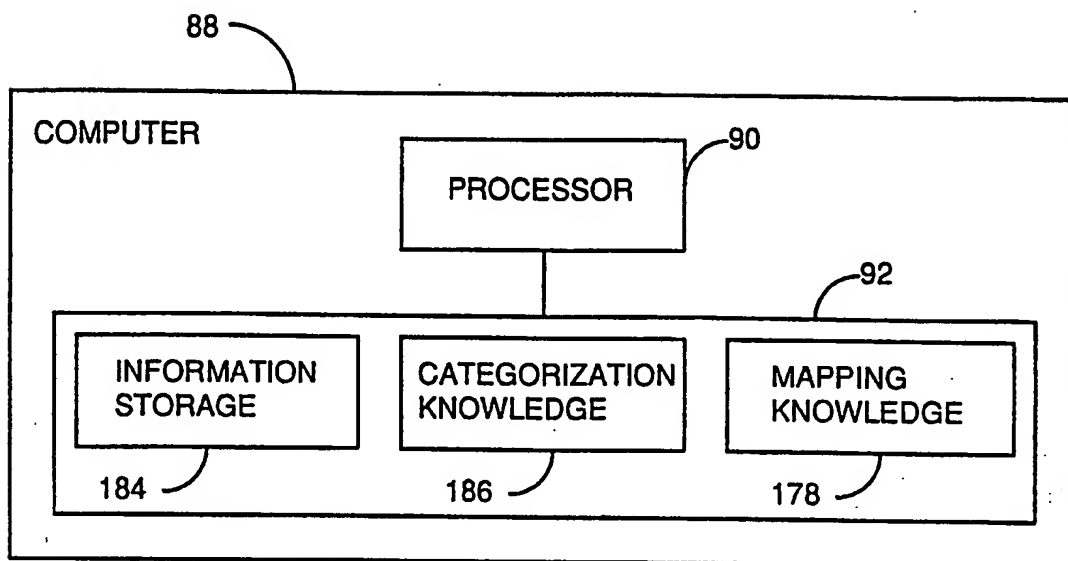 88
COMPUTER
90
PROCESSOR
92
INFORMATION
STORAGE
CATEGORIZATION
KNOWLEDGE
MAPPING
KNOWLEDGE
184
186
178